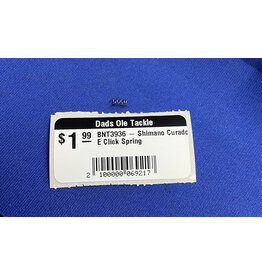 Dads Ole Tackle
$1 99
BNT3936 -- Shimano Curado
E Click Spring
2 100000 069217